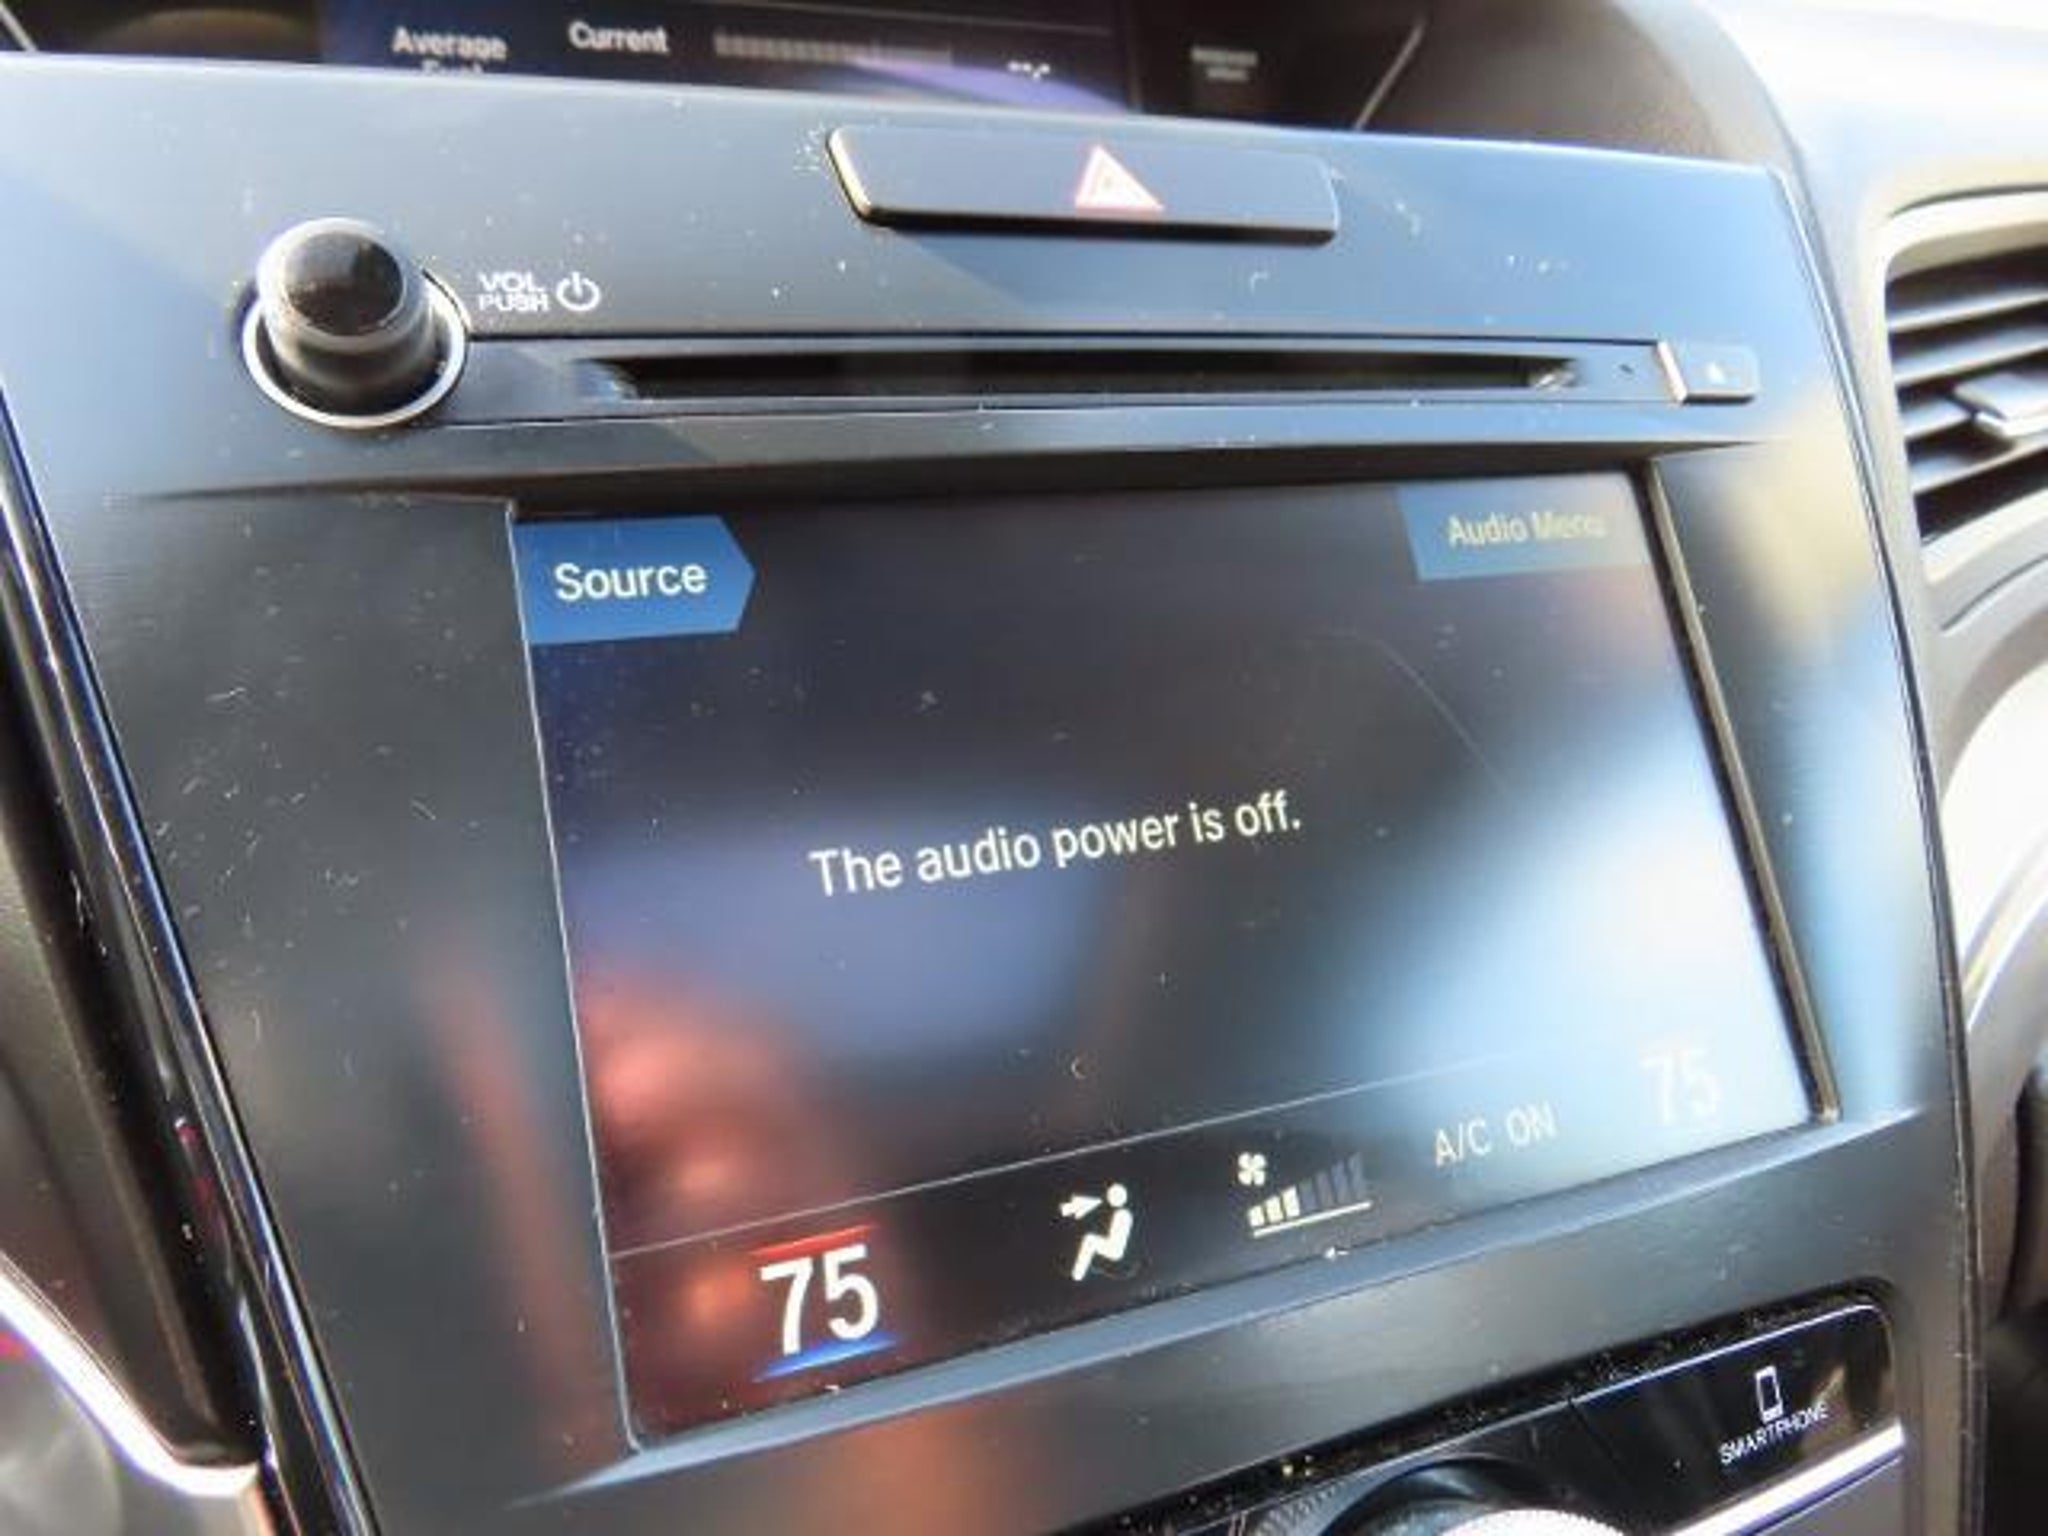 Average
Current
VOL
PUSH
Source
Audio Menu
The audio power is off.
75
A/C ON
75
SMARTPHONE